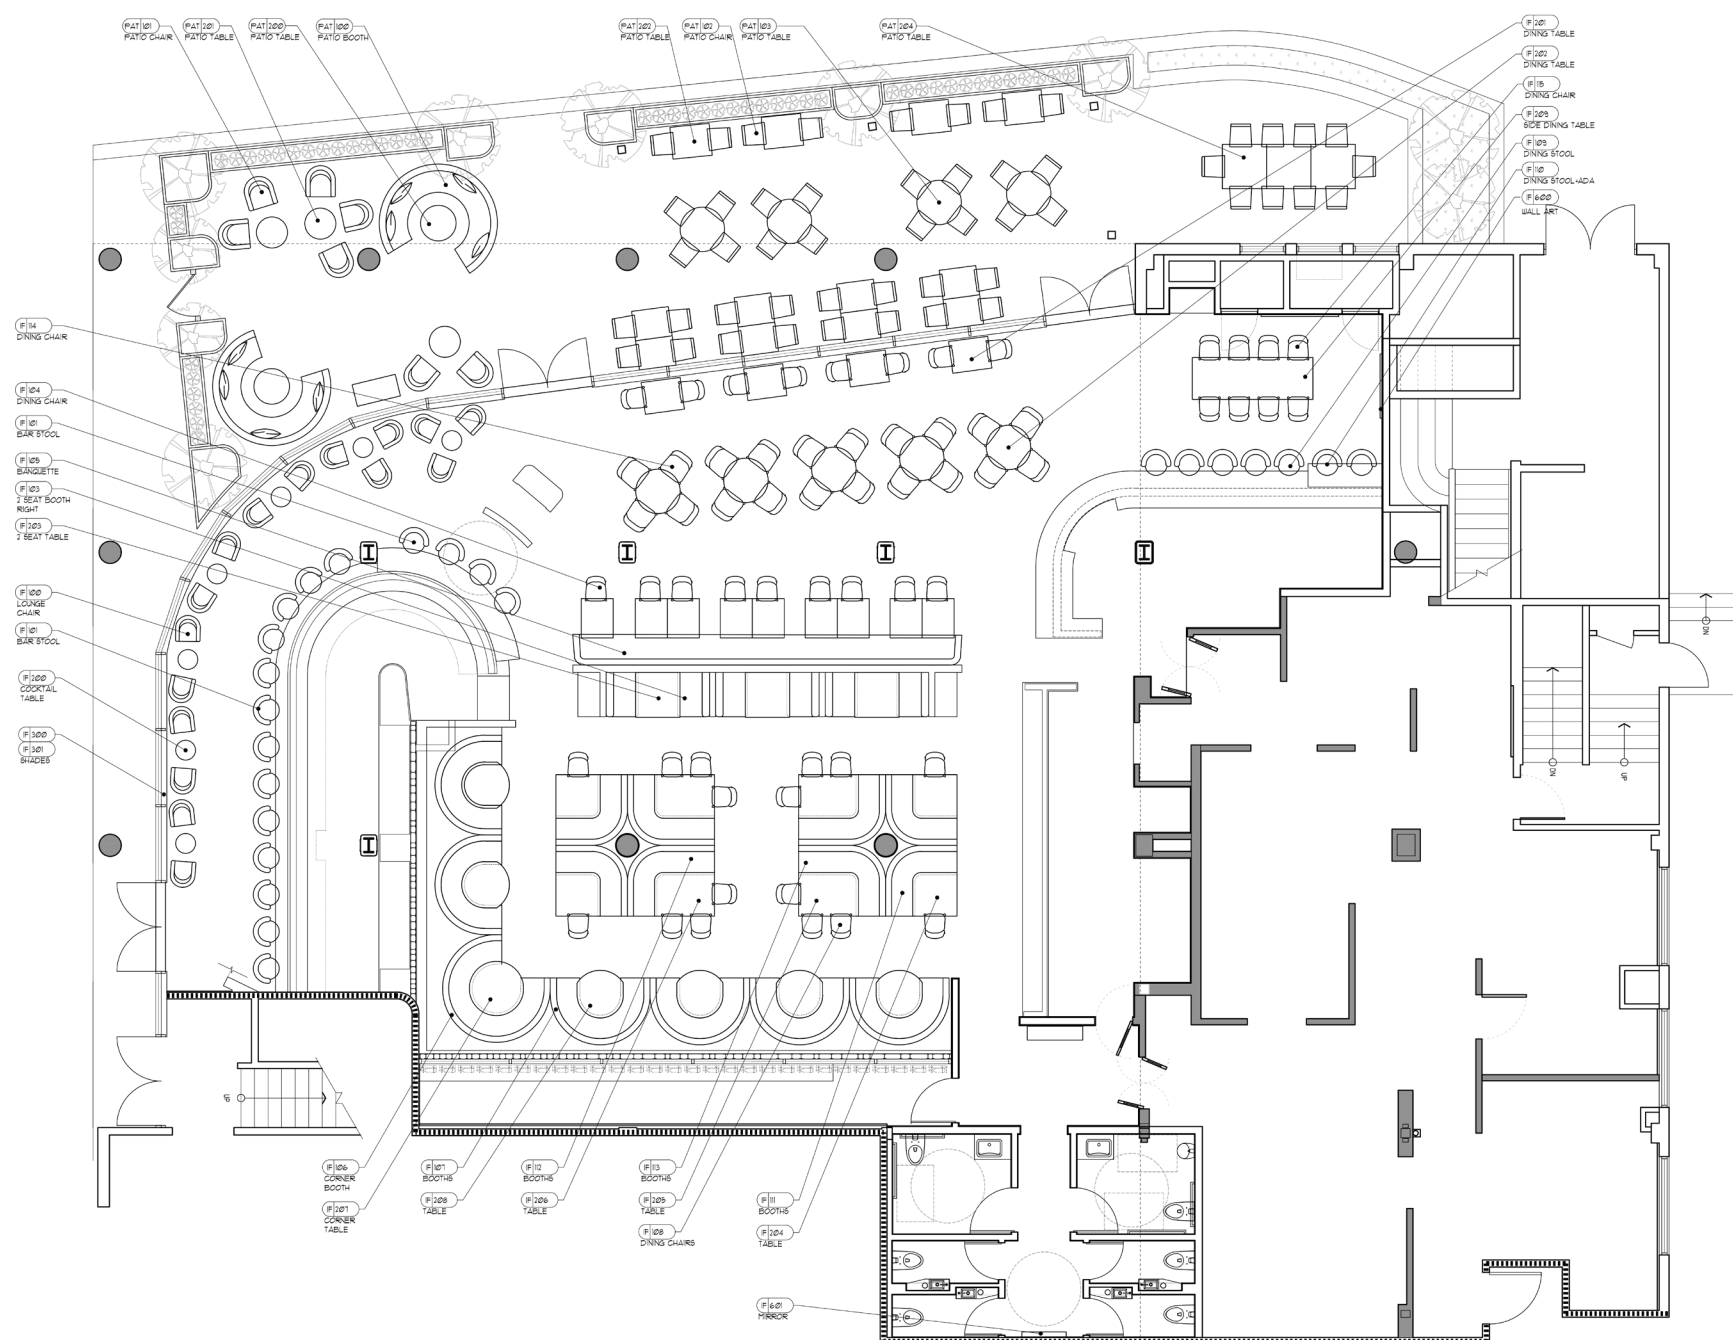 PAT 101
PATIO CHAIR
PAT 201
PATIO TABLE
PAT 200
PATIO TABLE
PAT 100
PATIO BOOTH
PAT 202
PATIO TABLE
PAT 102
PATIO CHAIR
PAT 103
PATIO TABLE
PAT 204
PATIO TABLE
IF 201
DINING TABLE
IF 202
DINING TABLE
IF 115
DINING CHAIR
IF 209
SIDE DINING TABLE
IF 109
DINING STOOL
IF 110
DINING STOOL-ADA
IF 600
WALL ART
IF 114
DINING CHAIR
IF 104
DINING CHAIR
IF 101
BAR STOOL
IF 105
BANQUETTE
IF 103
2 SEAT BOOTH
RIGHT
IF 203
2 SEAT TABLE
IF 100
LOUNGE
CHAIR
IF 101
BAR STOOL
IF 200
COCKTAIL
TABLE
IF 300
IF 301
SHADES
DN
DN
UP
UP
IF 106
CORNER
BOOTH
IF 207
CORNER
TABLE
IF 107
BOOTHS
IF 208
TABLE
IF 112
BOOTHS
IF 206
TABLE
IF 113
BOOTHS
IF 205
TABLE
IF 108
DINING CHAIRS
IF 111
BOOTHS
IF 204
TABLE
IF 601
MIRROR